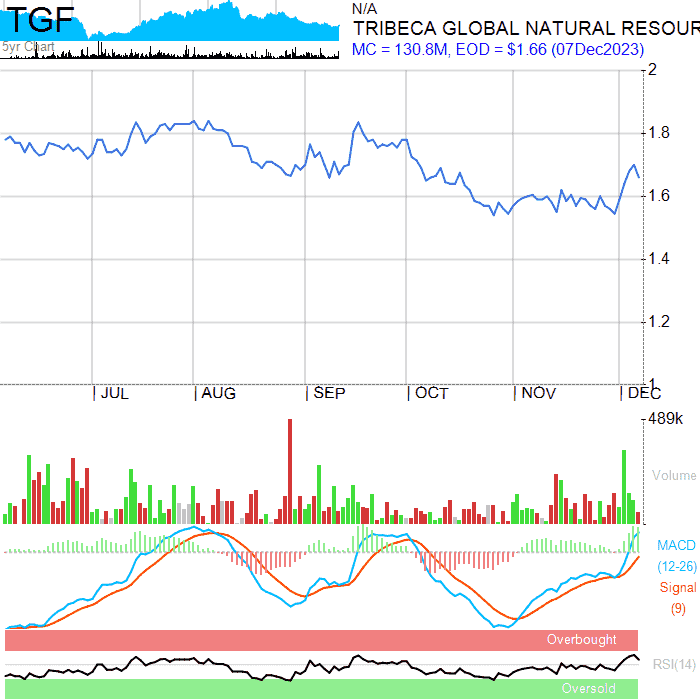 TGF
5yr Chart
N/A
TRIBECA GLOBAL NATURAL RESOUR
MC = 130.8M, EOD = $1.66 (07Dec2023)
2
1.8
1.6
1.4
1.2
1
JUL AUG SEP OCT NOV DEC
489k
Volume
MACD
(12-26)
Signal
(9)
Overbought
RSI(14)
Oversold